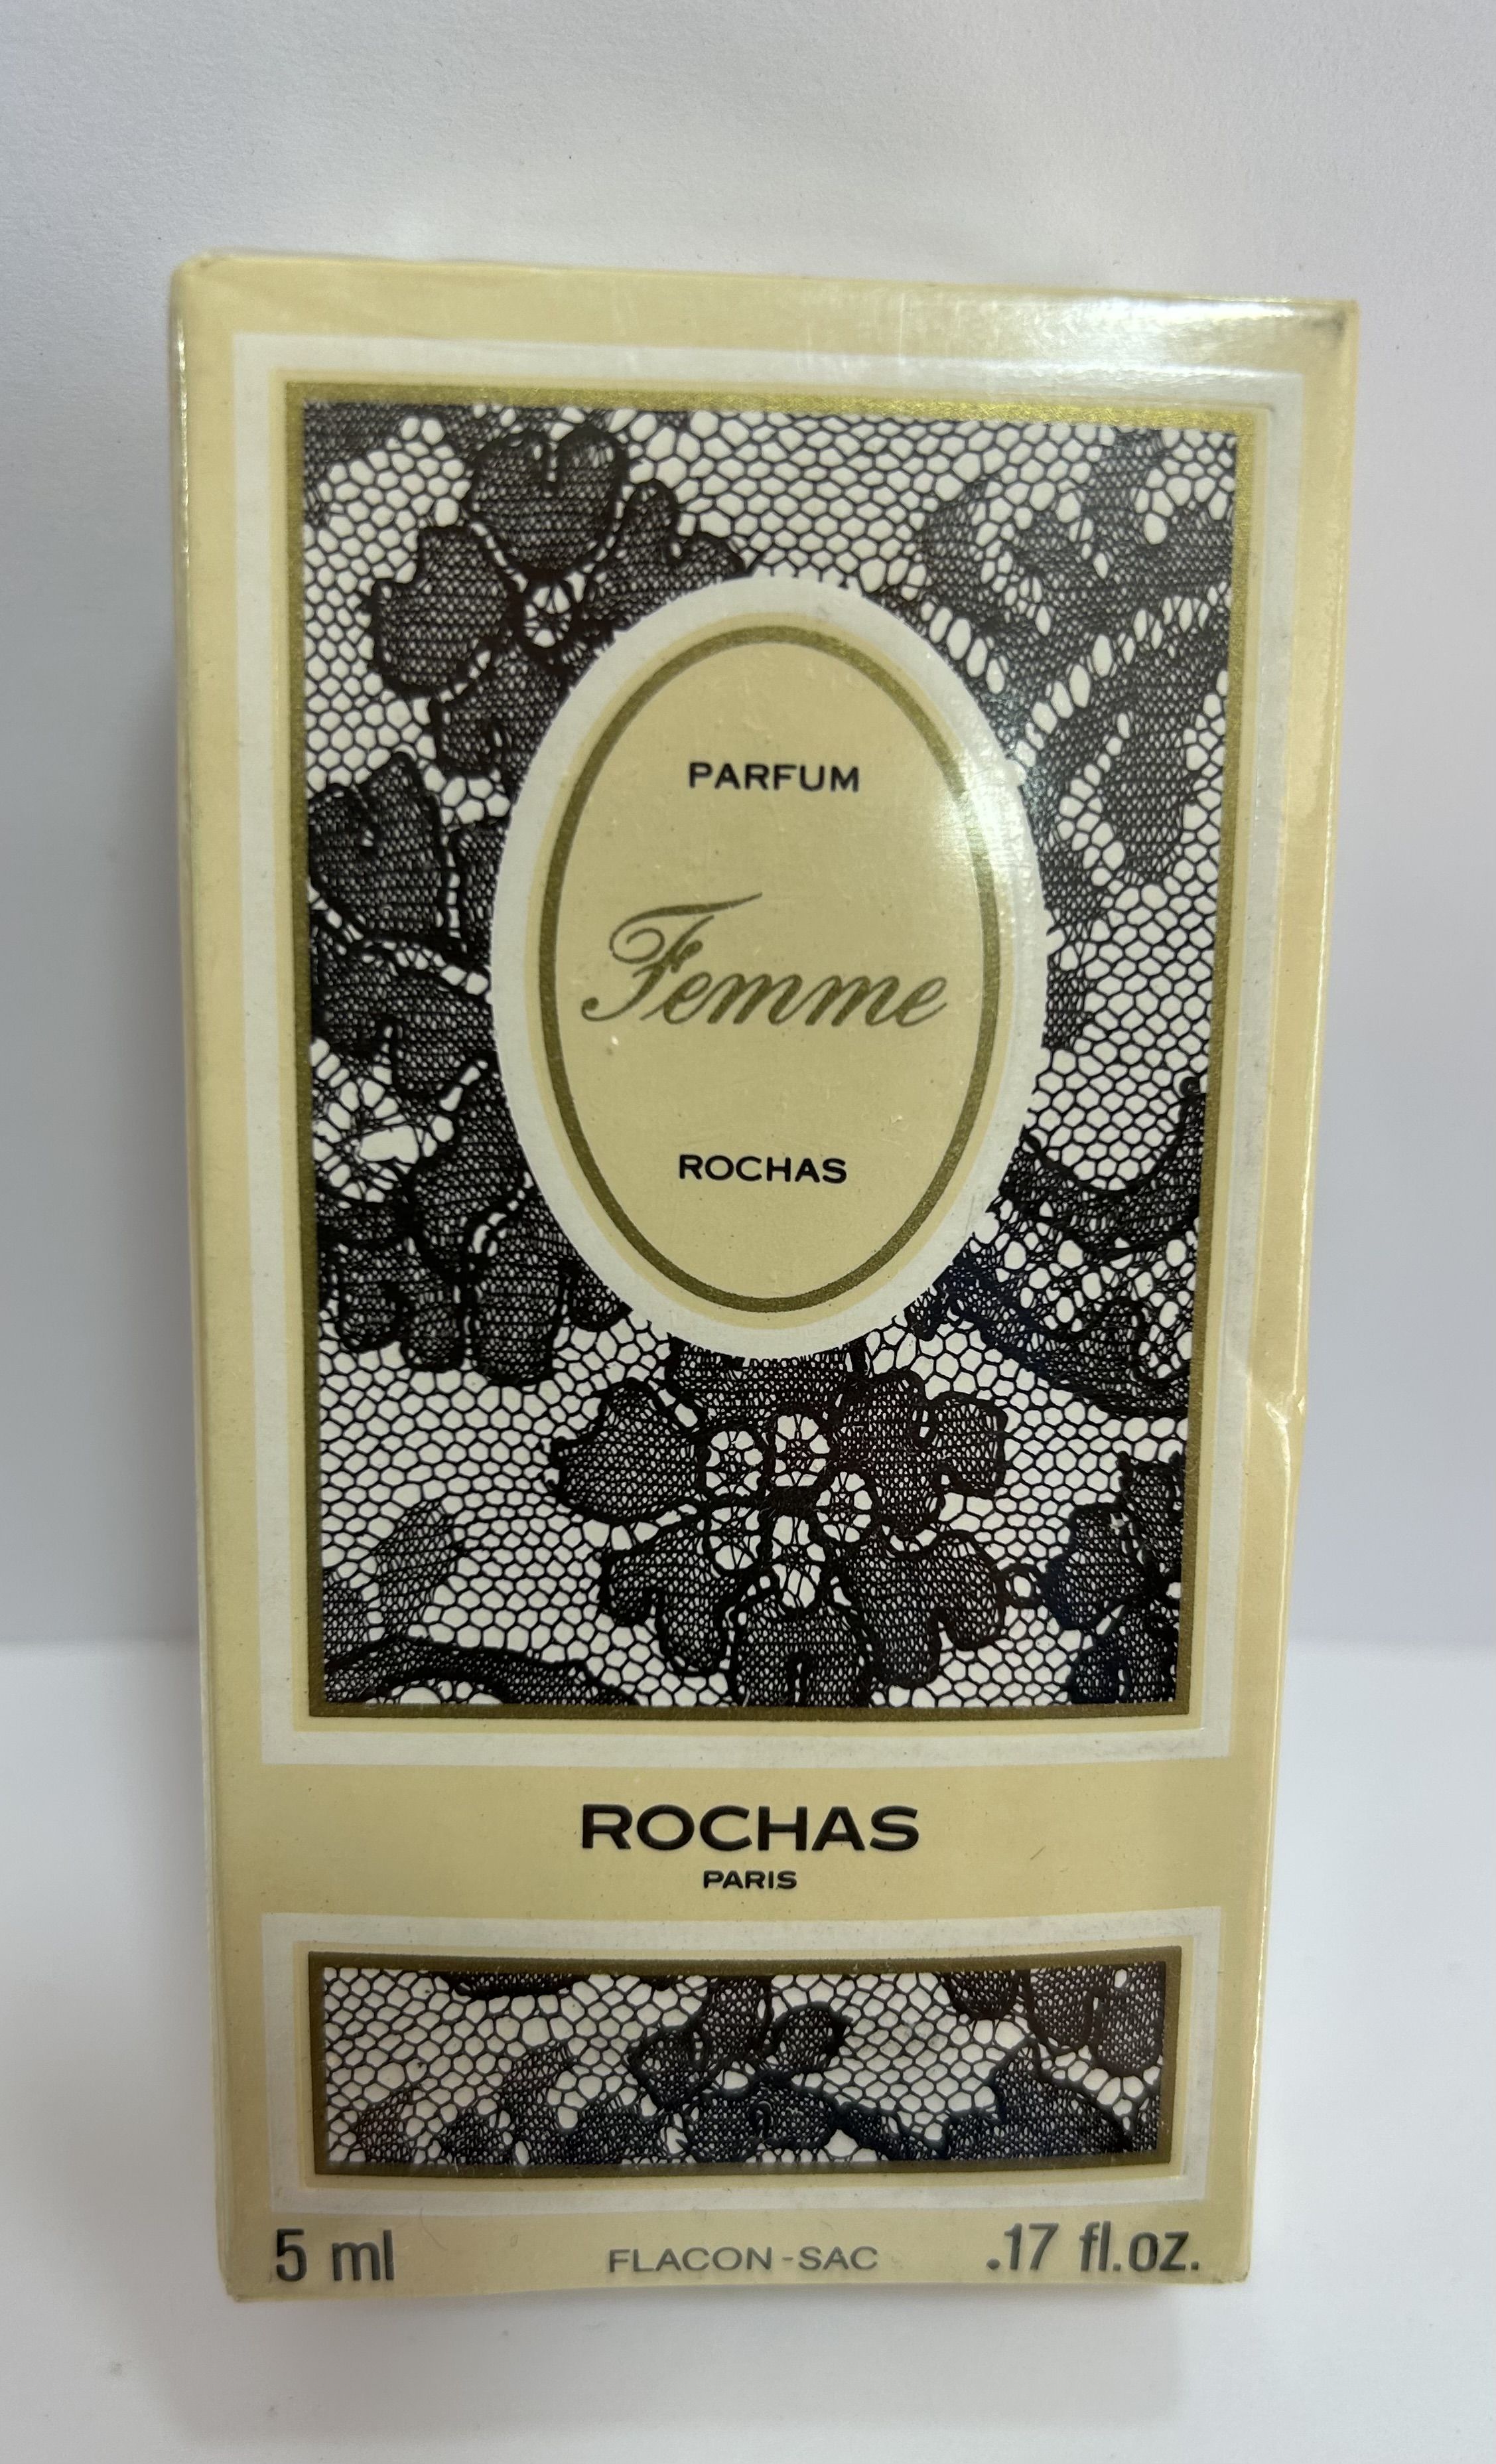 PARFUM
Femme
ROCHAS
ROCHAS
PARIS
5 ml FLACON-SAC .17 fl.oz.